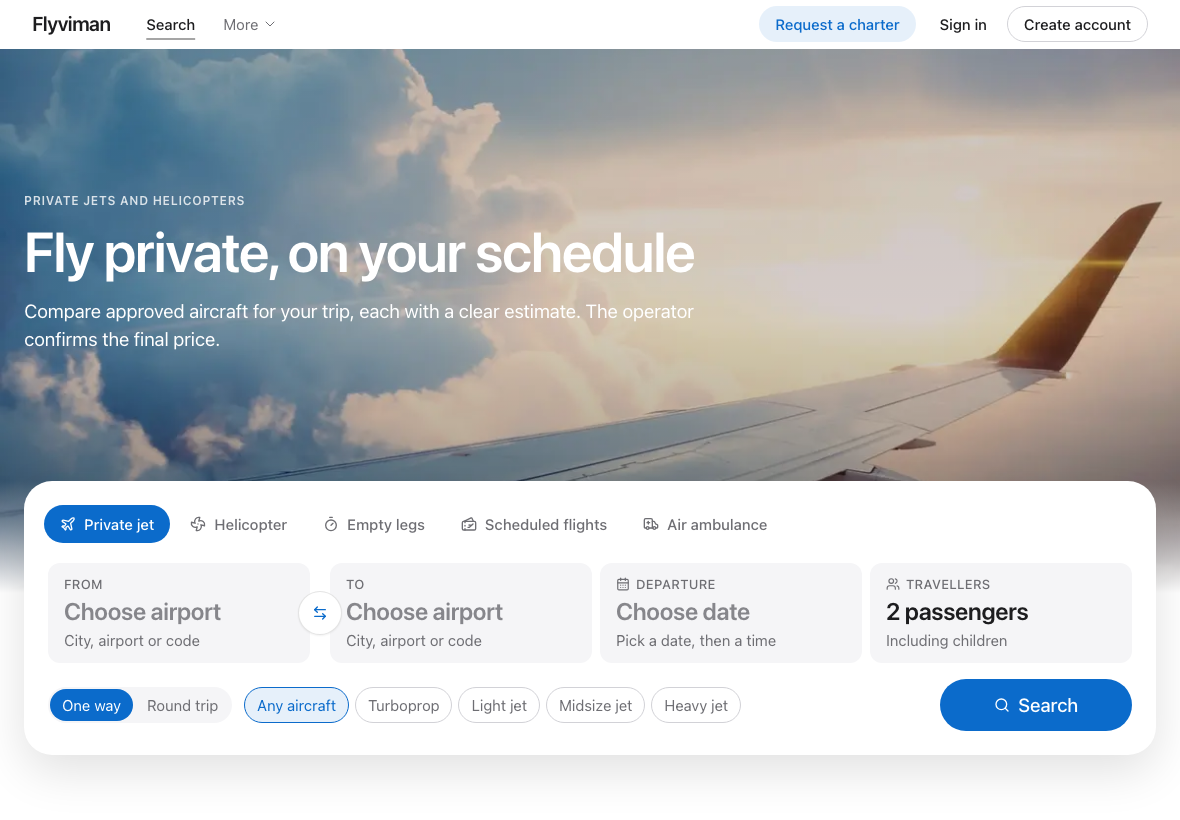 Flyviman
Search
More
Request a charter
Sign in
Create account
PRIVATE JETS AND HELICOPTERS
Fly private, on your schedule
Compare approved aircraft for your trip, each with a clear estimate. The operator
confirms the final price.
Private jet
Helicopter
Empty legs
Scheduled flights
Air ambulance
FROM
Choose airport
City, airport or code
TO
Choose airport
City, airport or code
DEPARTURE
Choose date
Pick a date, then a time
TRAVELLERS
2 passengers
Including children
One way
Round trip
Any aircraft
Turboprop
Light jet
Midsize jet
Heavy jet
Search